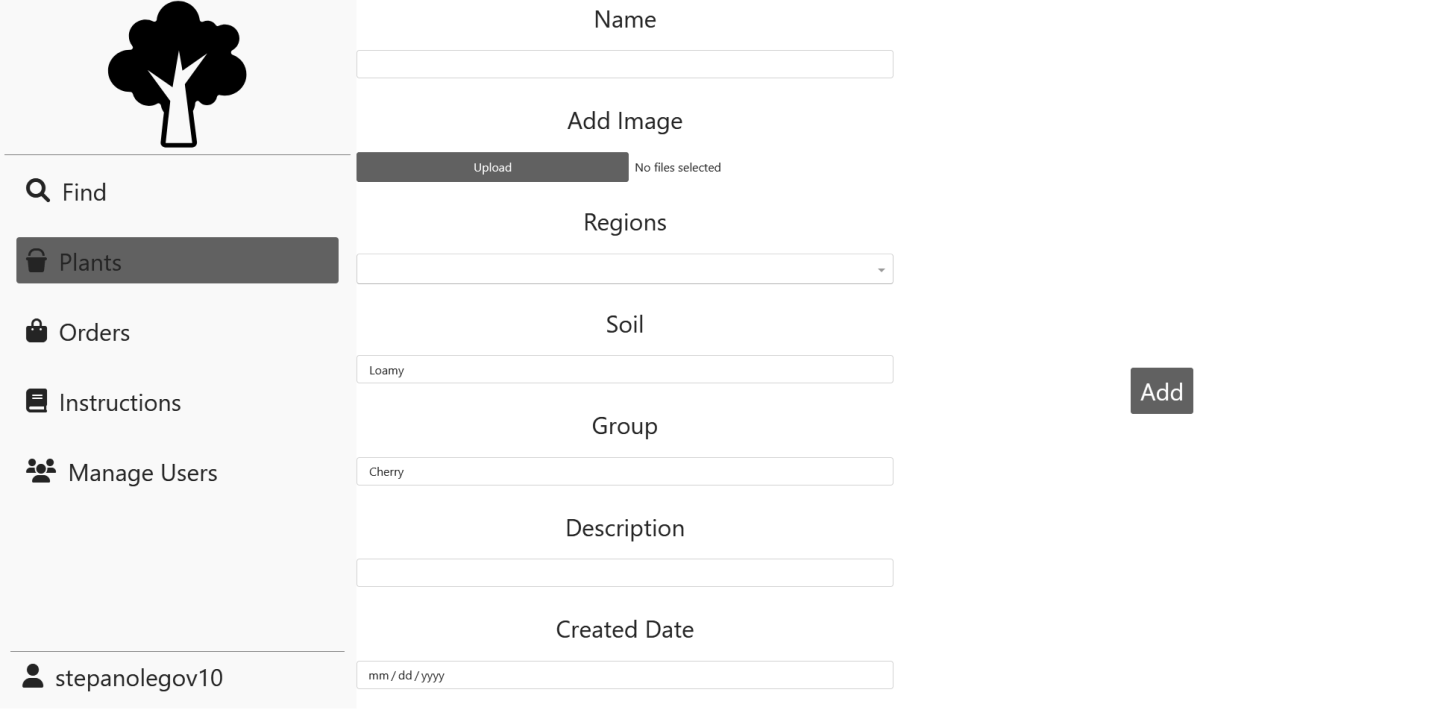 Find
Plants
Orders
Instructions
Manage Users
stepanolegov10
Name
Add Image
Upload No files selected
Regions
Soil
Loamy
Group
Cherry
Description
Created Date
mm / dd / yyyy
Add